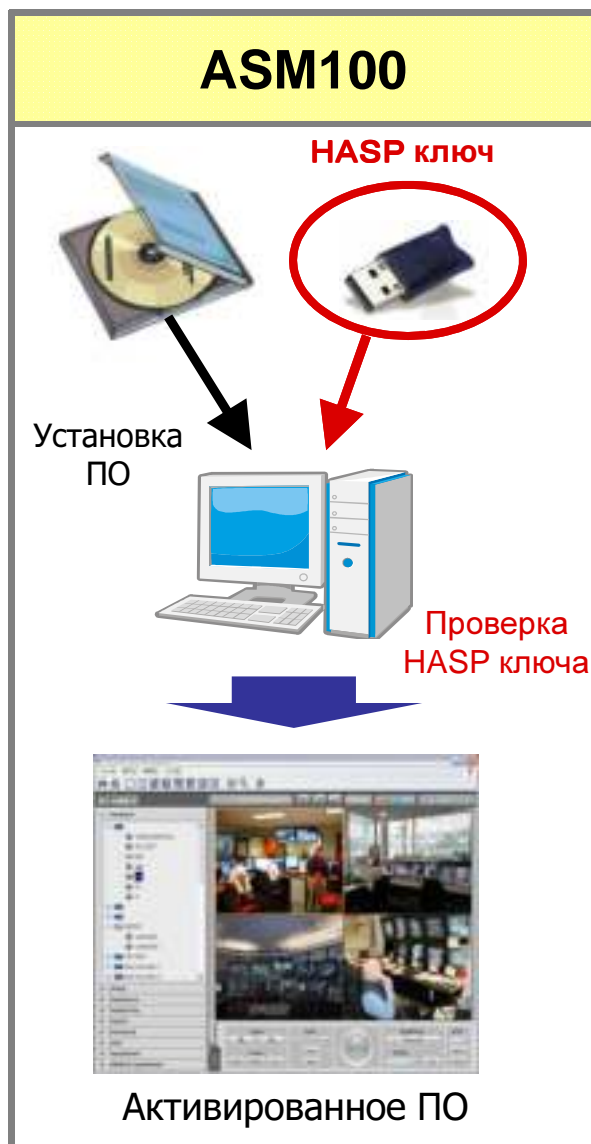 ASM100
HASP ключ
Установка
ПО
Проверка
HASP ключа
Активированное ПО